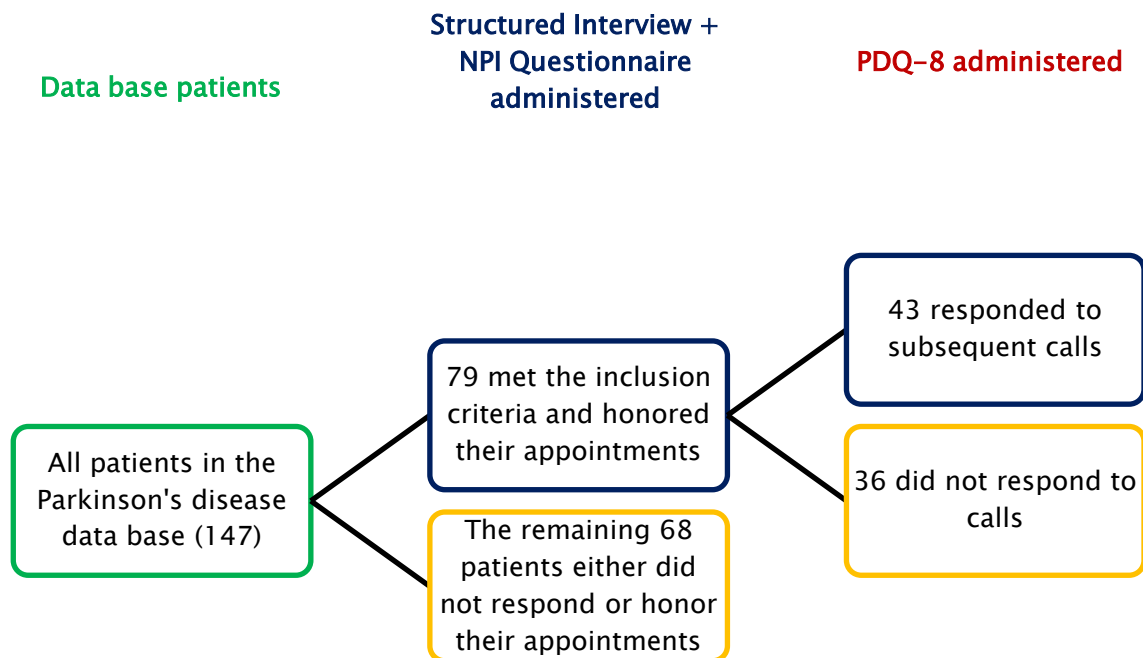 Data base patients
Structured Interview +
NPI Questionnaire
administered
PDQ-8 administered
All patients in the
Parkinson's disease
data base (147)
79 met the inclusion
criteria and honored
their appointments
The remaining 68
patients either did
not respond or honor
their appointments
43 responded to
subsequent calls
36 did not respond to
calls